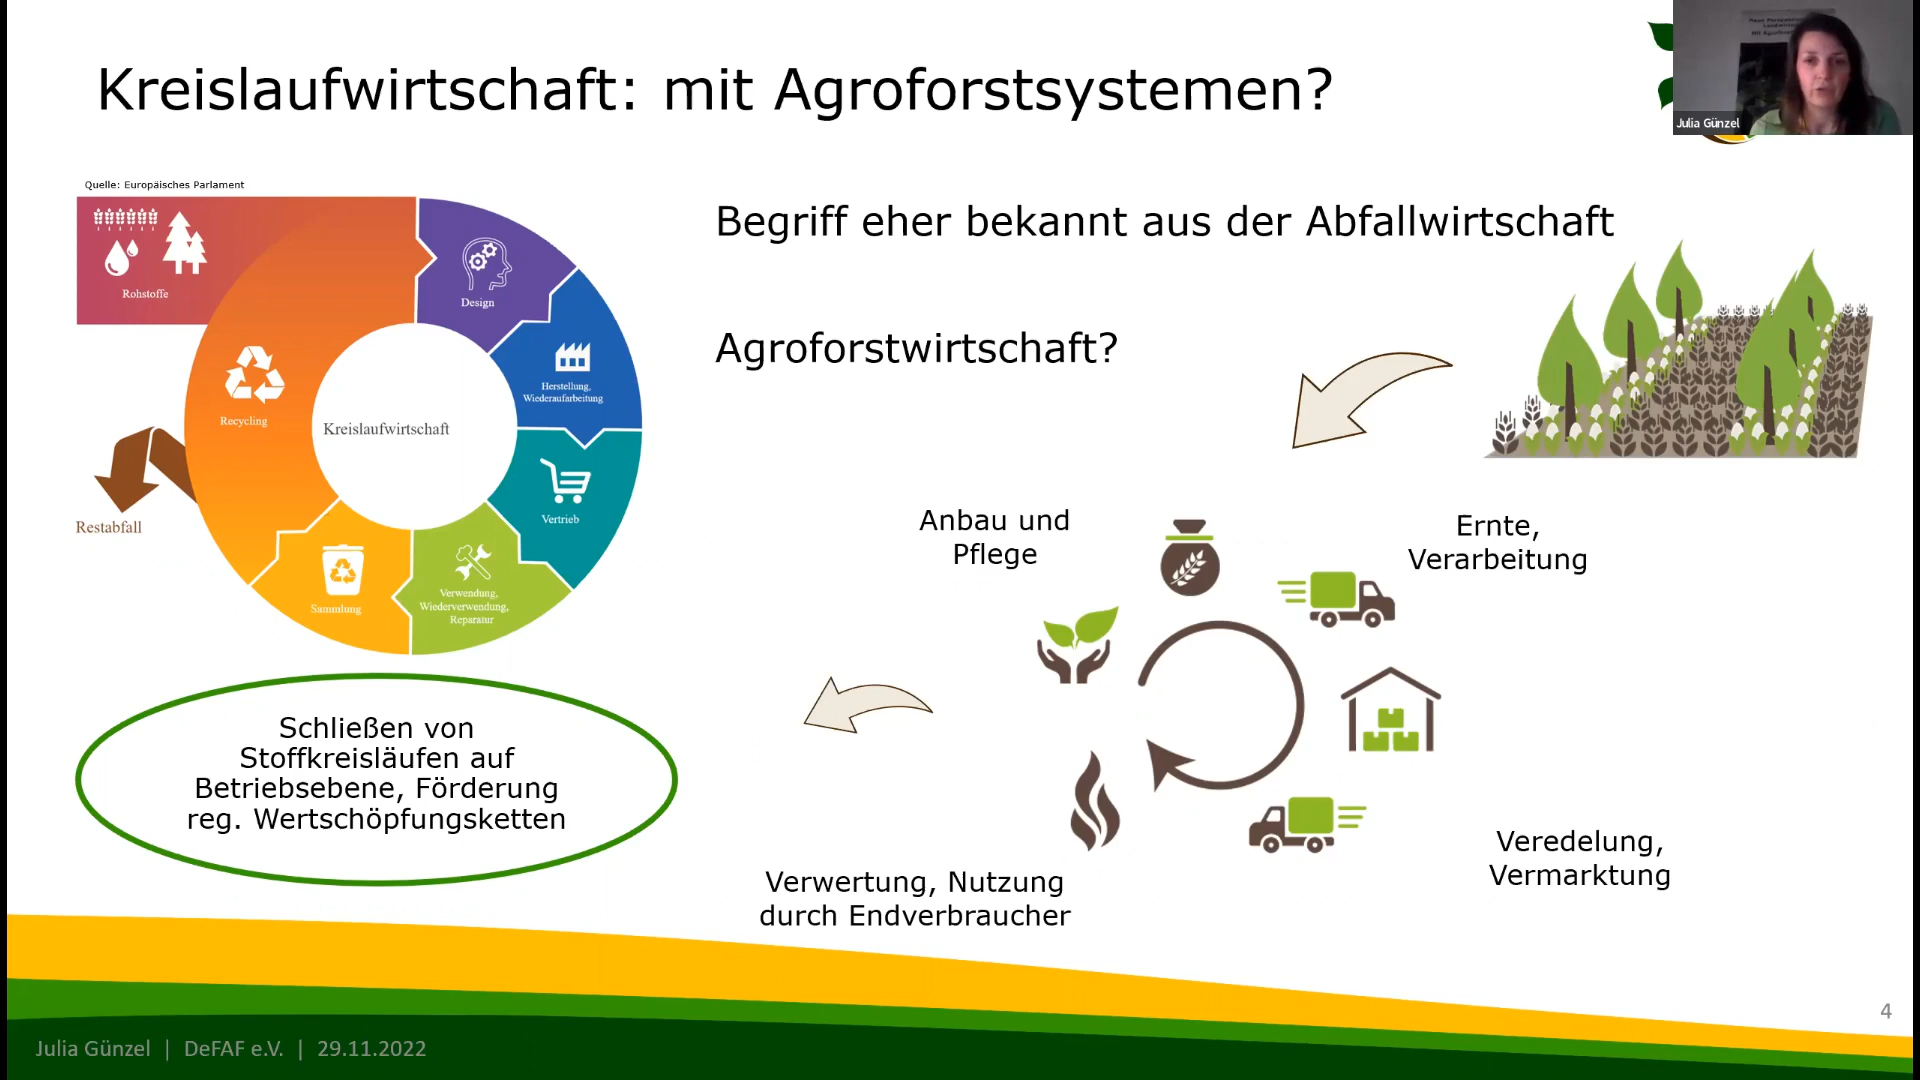 Kreislaufwirtschaft: mit Agroforstsystemen?
Julia Günzel
Quelle: Europäisches Parlament
Rohstoffe
Design
Herstellung,
Wiederaufarbeitung
Recycling
Kreislaufwirtschaft
Vertrieb
Restabfall
Sammlung
Verwendung,
Wiederverwendung,
Reparatur
Begriff eher bekannt aus der Abfallwirtschaft
Agroforstwirtschaft?
Anbau und
Pflege
Ernte,
Verarbeitung
Schließen von
Stoffkreisläufen auf
Betriebsebene, Förderung
reg. Wertschöpfungsketten
Veredelung,
Vermarktung
Verwertung, Nutzung
durch Endverbraucher
4
Julia Günzel | DeFAF e.V. | 29.11.2022